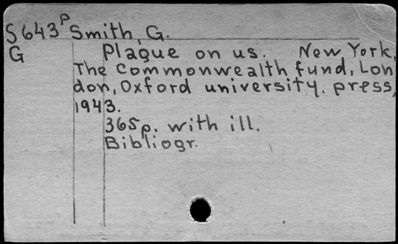 S643P Smith, G.
G Plague on us. New York,
The Commonwealth fund, Lon
don, Oxford university. press,
1943.
365p. with ill.
Bibliogr.